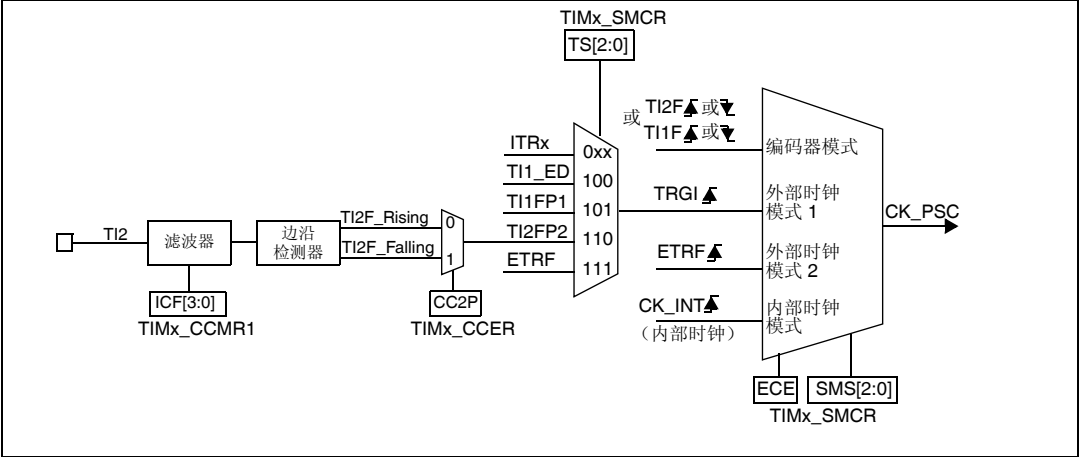 TIMx_SMCR
TS[2:0]
TI2F 或
或
TI1F 或
ITRx
TI1_ED
TI1FP1
TI2FP2
ETRF
0xx
100
101
110
111
编码器模式
TRGI
外部时钟
模式 1
ETRF
外部时钟
模式 2
CK_INT
(内部时钟)
内部时钟
模式
CK_PSC
TI2
滤波器
边沿
检测器
TI2F_Rising
TI2F_Falling
0
1
ICF[3:0]
TIMx_CCMR1
CC2P
TIMx_CCER
ECE
SMS[2:0]
TIMx_SMCR